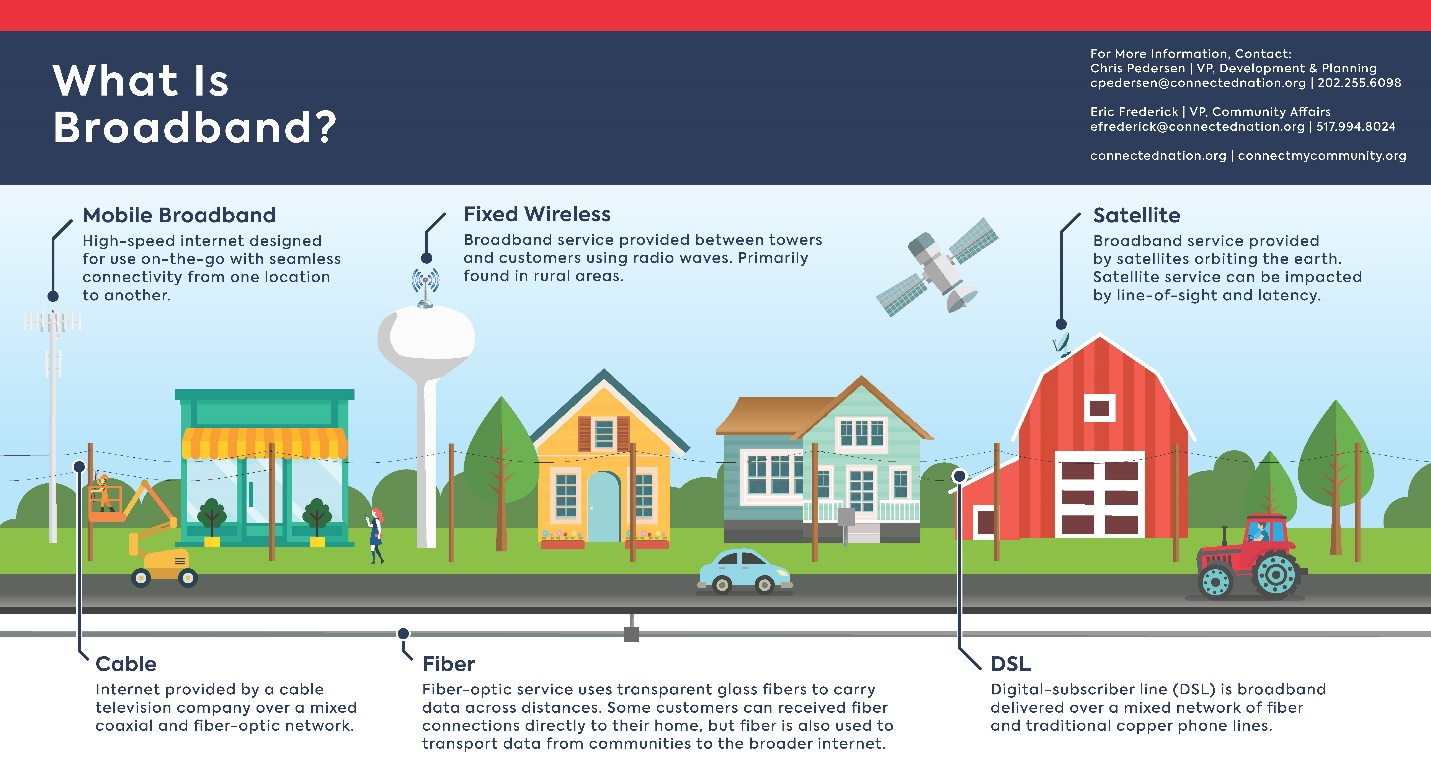 What Is
Broadband?
For More Information, Contact:
Chris Pedersen | VP, Development & Planning
cpedersen@connectednation.org | 202.255.6098
Eric Frederick | VP, Community Affairs
efrederick@connectednation.org | 517.994.8024
connectednation.org | connectmycommunity.org
Mobile Broadband
High-speed internet designed
for use on-the-go with seamless
connectivity from one location
to another.
Fixed Wireless
Broadband service provided between towers
and customers using radio waves. Primarily
found in rural areas.
Satellite
Broadband service provided
by satellites orbiting the earth.
Satellite service can be impacted
by line-of-sight and latency.
Cable
Internet provided by a cable
television company over a mixed
coaxial and fiber-optic network.
Fiber
Fiber-optic service uses transparent glass fibers to carry
data across distances. Some customers can received fiber
connections directly to their home, but fiber is also used to
transport data from communities to the broader internet.
DSL
Digital-subscriber line (DSL) is broadband
delivered over a mixed network of fiber
and traditional copper phone lines.